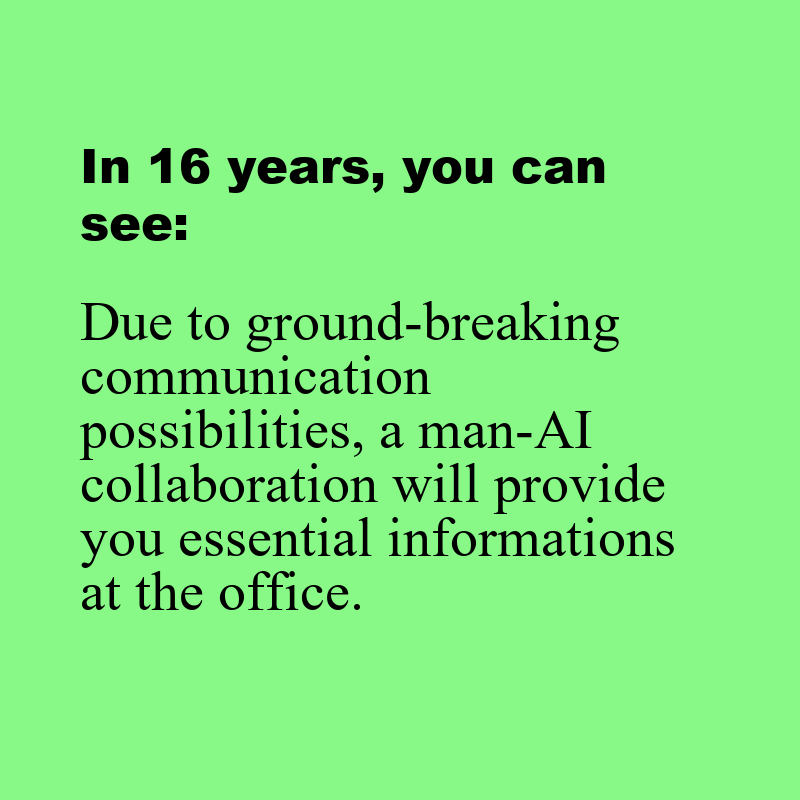 In 16 years, you can
see:
Due to ground-breaking
communication
possibilities, a man-AI
collaboration will provide
you essential informations
at the office.